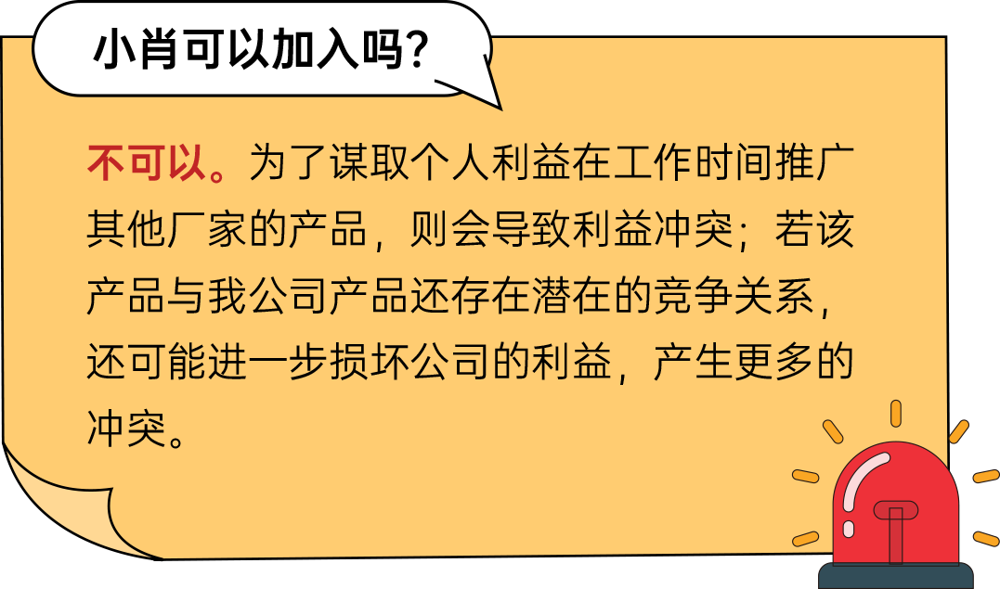 小肖可以加入吗？
不可以。为了谋取个人利益在工作时间推广
其他厂家的产品，则会导致利益冲突；若该
产品与我公司产品还存在潜在的竞争关系，
还可能进一步损坏公司的利益，产生更多的
冲突。